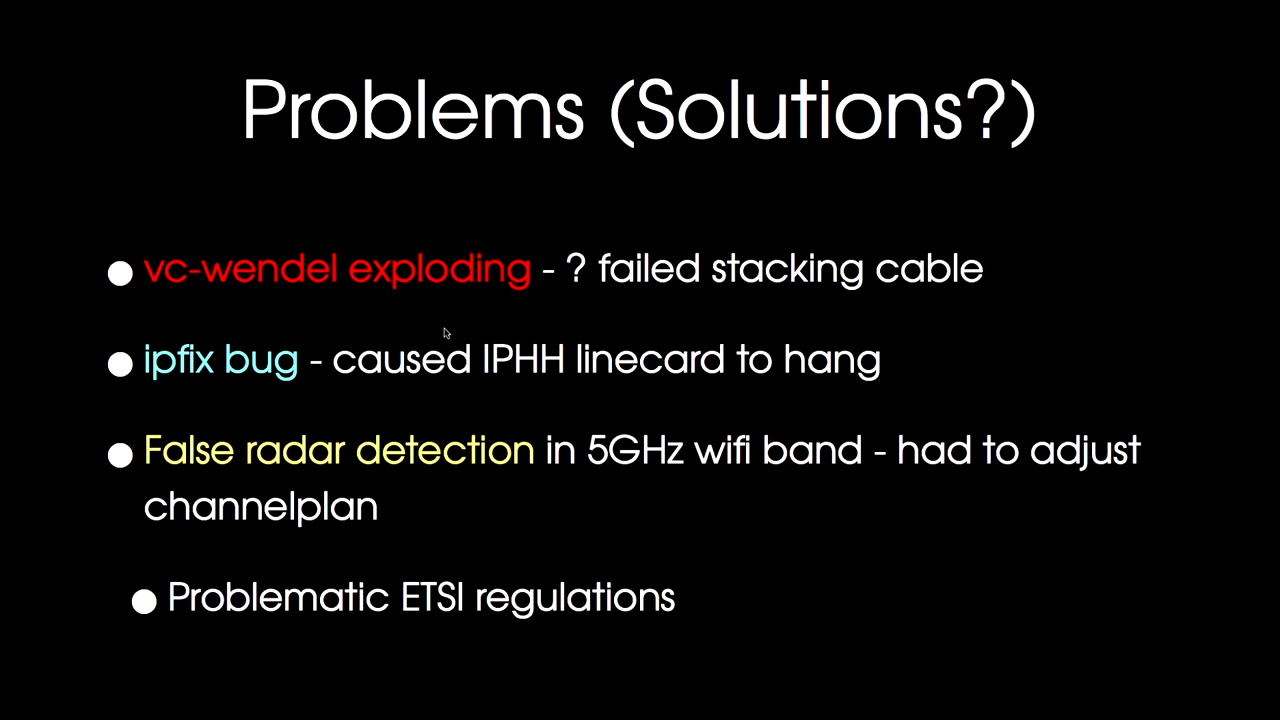 Problems (Solutions?)
● vc-wendel exploding - ? failed stacking cable
● ipfix bug - caused IPHH linecard to hang
● False radar detection in 5GHz wifi band - had to adjust
channelplan
● Problematic ETSI regulations